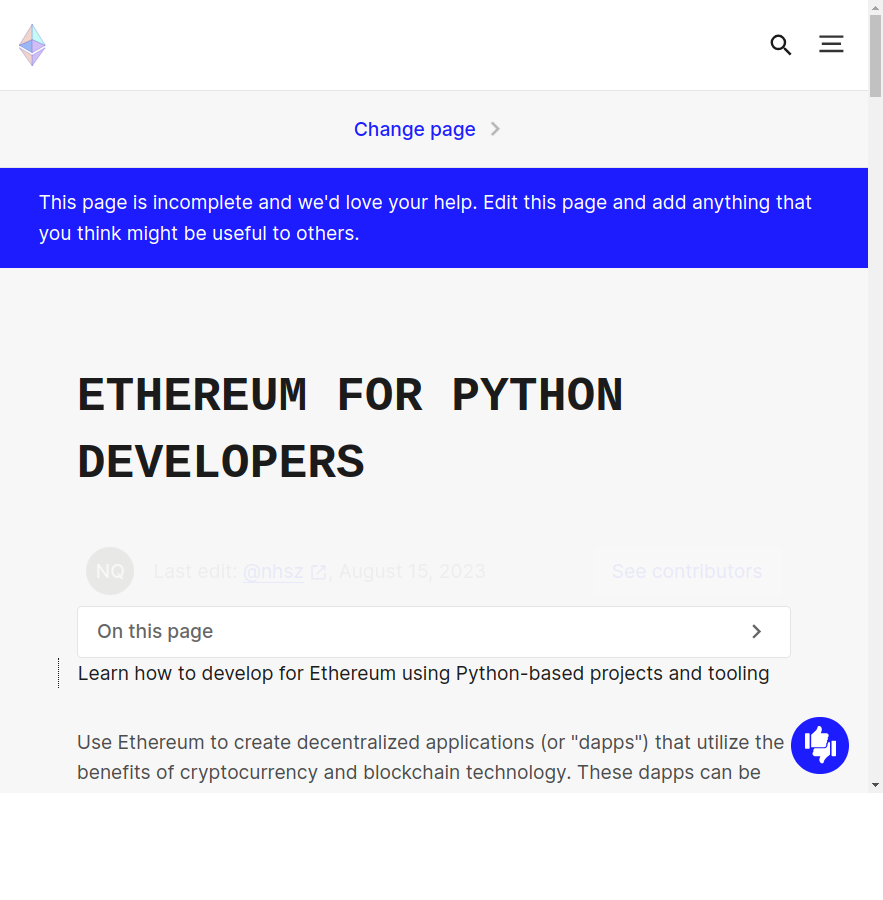 Change page
This page is incomplete and we'd love your help. Edit this page and add anything that
you think might be useful to others.
ETHEREUM FOR PYTHON
DEVELOPERS
NQ
Last edit: @nhsz, August 15, 2023
See contributors
On this page
Learn how to develop for Ethereum using Python-based projects and tooling
Use Ethereum to create decentralized applications (or "dapps") that utilize the
benefits of cryptocurrency and blockchain technology. These dapps can be